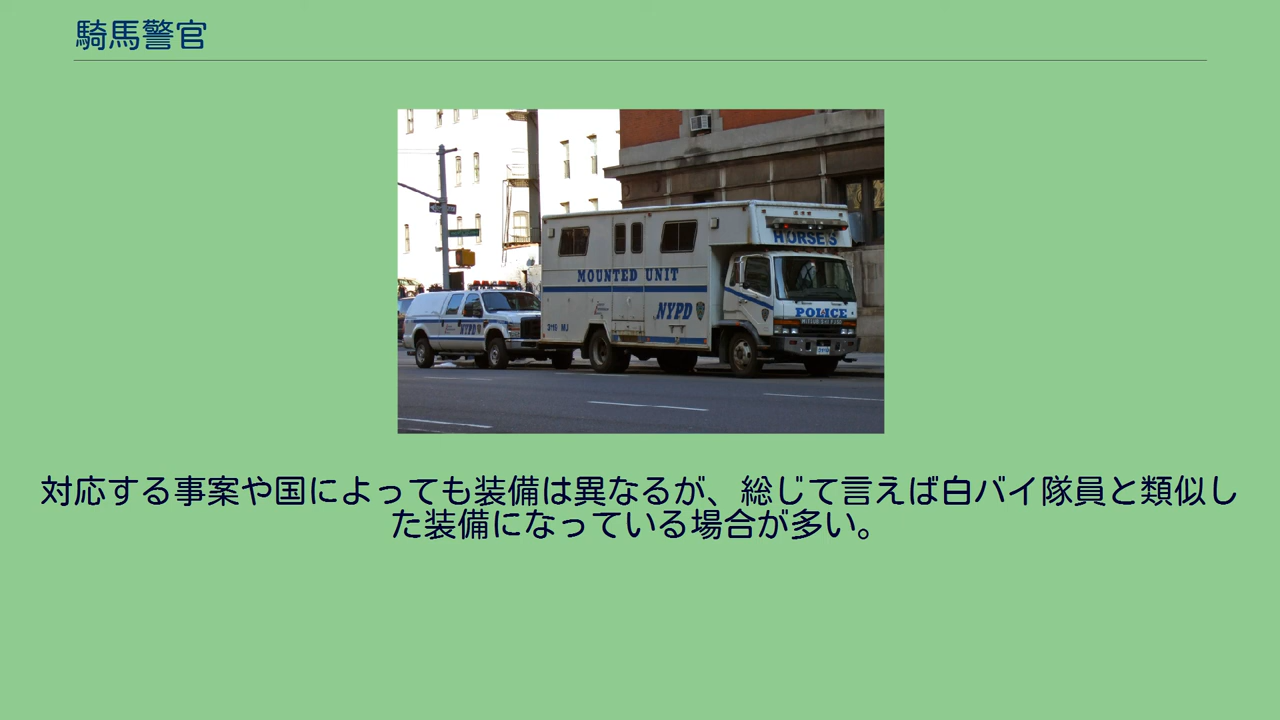 騎馬警官
HORSES
MOUNTED UNIT
NYPD
NYPD
POLICE
対応する事案や国によっても装備は異なるが、総じて言えば白バイ隊員と類似し
た装備になっている場合が多い。